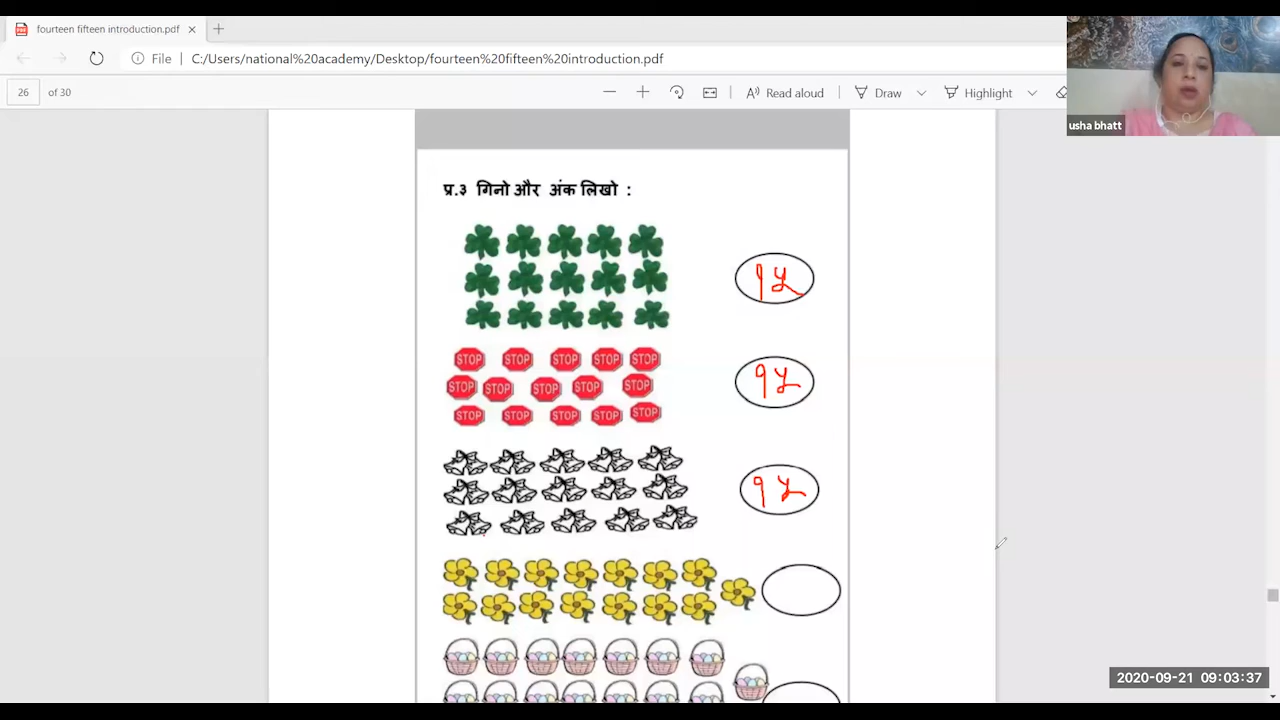 fourteen fifteen introduction.pdf
File C:/Users/national%20academy/Desktop/fourteen%20fifteen%20introduction.pdf
26 of 30 Read aloud Draw Highlight
usha bhatt
प्र.३ गिनो और अंक लिखो :
१५
STOP STOP STOP STOP STOP
STOP STOP STOP STOP STOP
STOP STOP STOP STOP STOP
१५
१५
2020-09-21 09:03:37